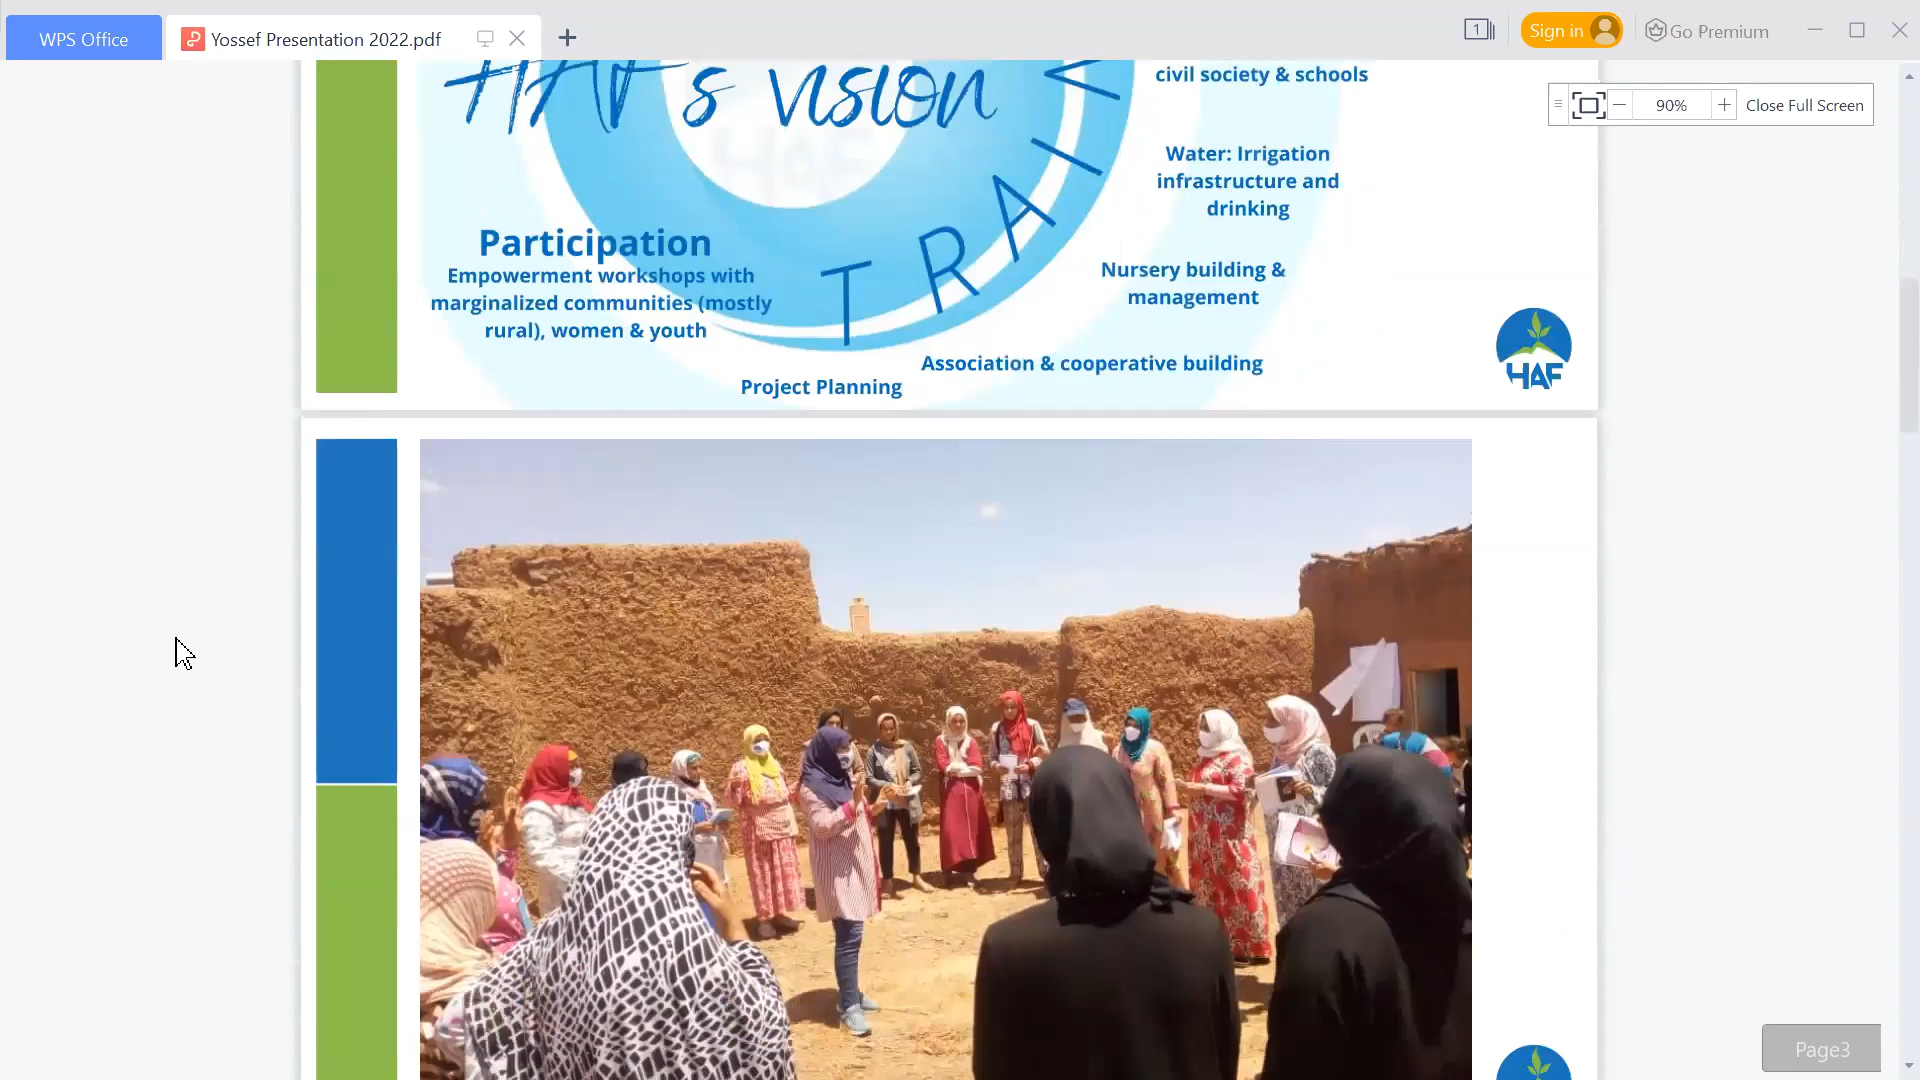 WPS Office
Yossef Presentation 2022.pdf
1
Sign in
Go Premium
90%
Close Full Screen
HAF's vision
civil society & schools
Water: Irrigation
infrastructure and
drinking
Participation
Empowerment workshops with
marginalized communities (mostly
rural), women & youth
TRAI
Nursery building &
management
Association & cooperative building
Project Planning
HAF
Page3